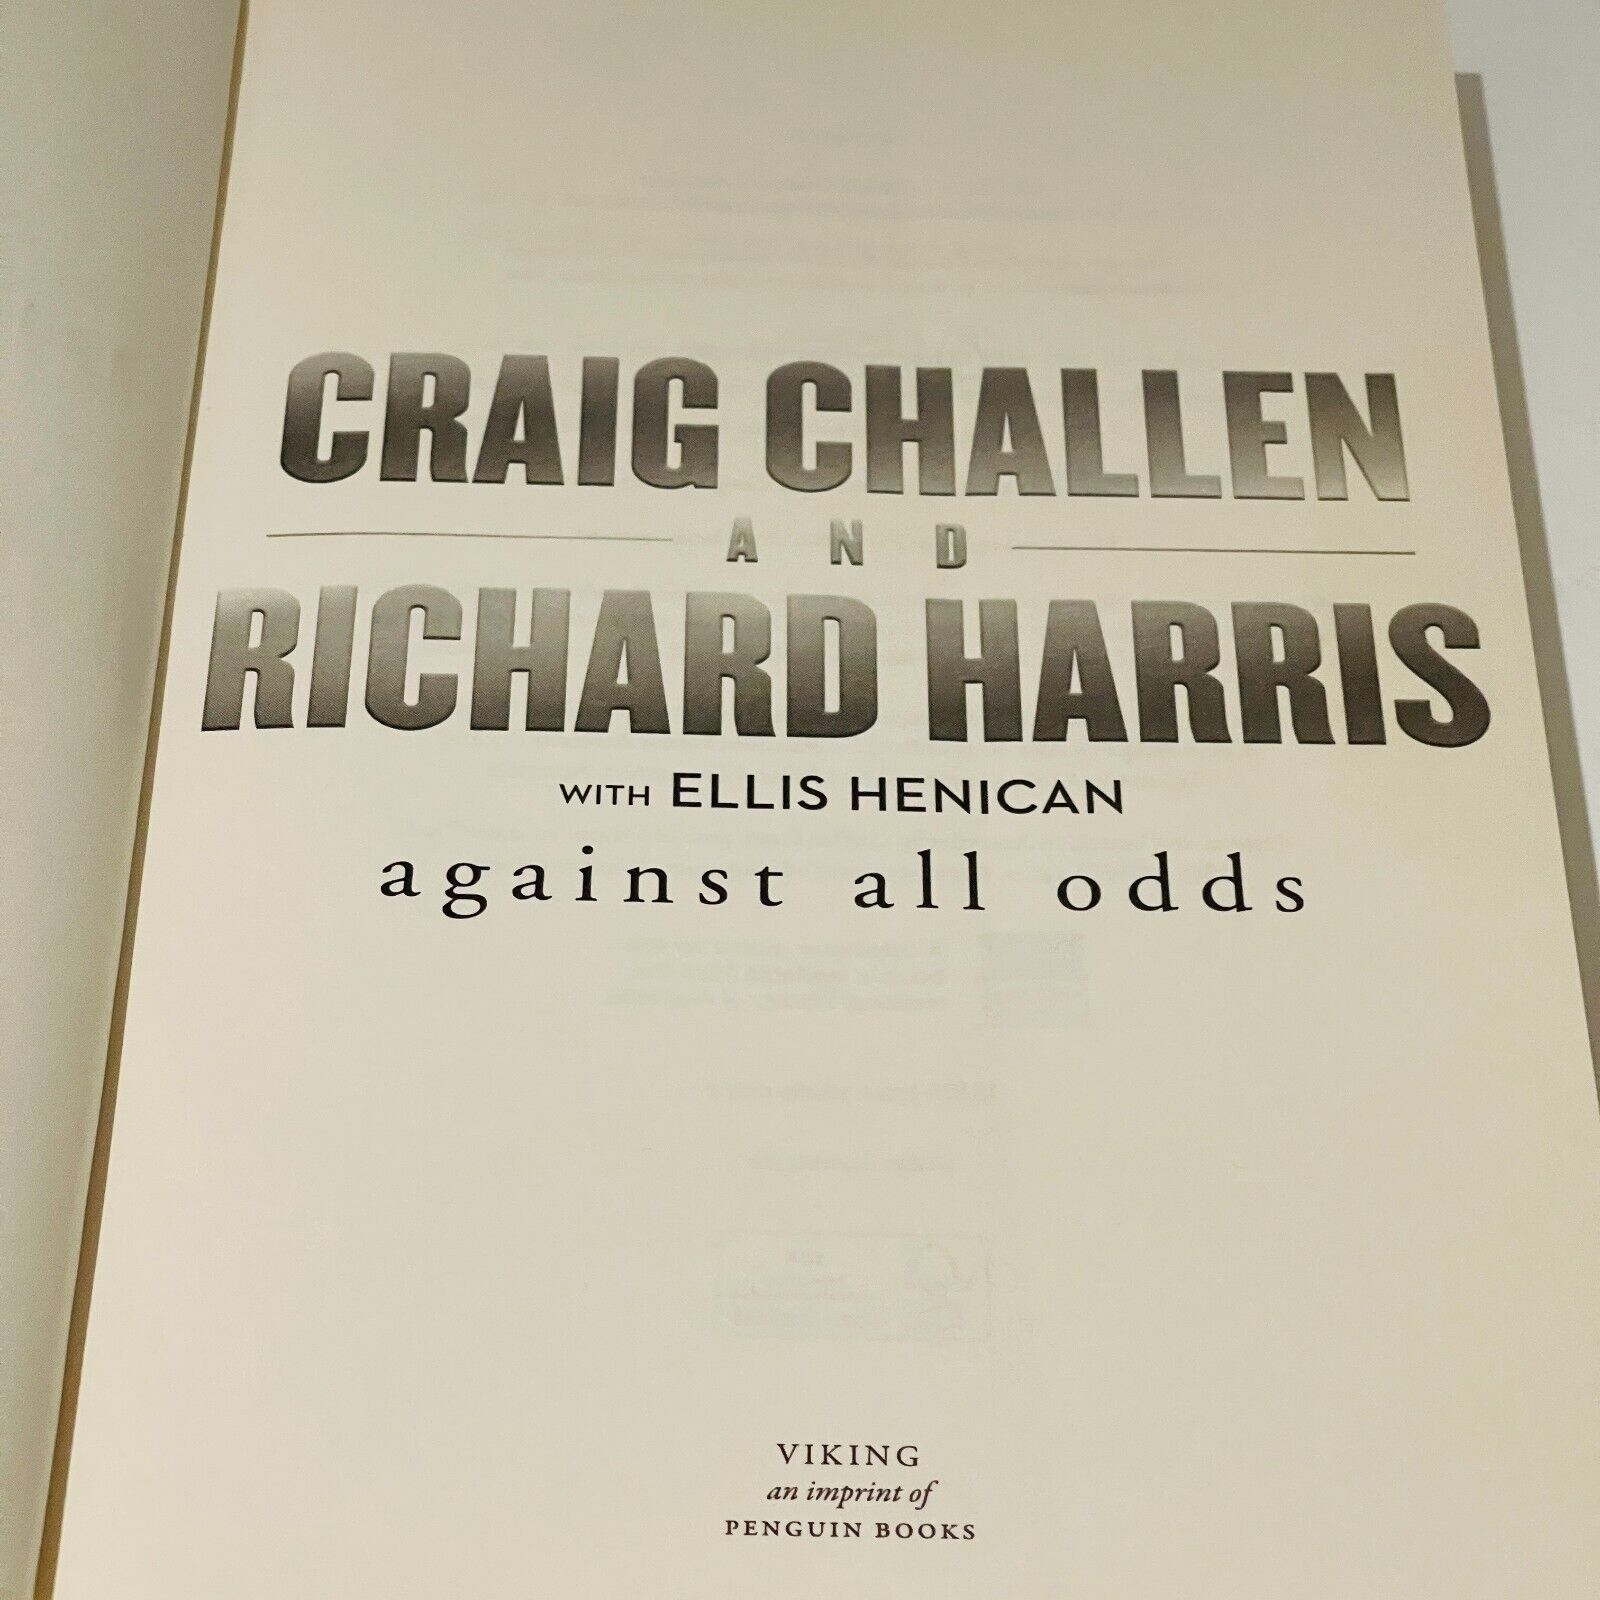 CRAIG CHALLEN
AND
RICHARD HARRIS
WITH ELLIS HENICAN
against all odds
VIKING
an imprint of
PENGUIN BOOKS